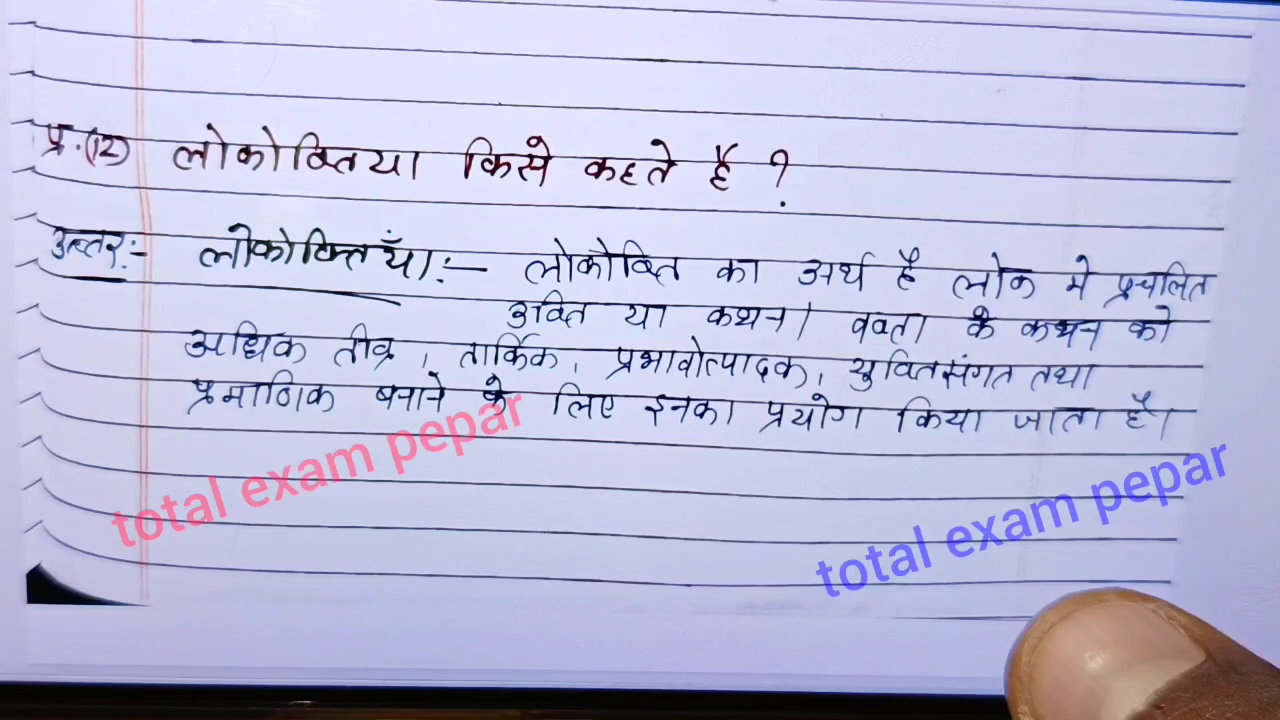 प्र.(12) लोकोक्तिया किसे कहते है ?
उत्तर:- लोकोक्तियाँ:- लोकोक्ति का अर्थ है लोक मे प्रचलित
उक्ति या कथन। वक्ता के कथन को
अधिक तीव्र, तार्किक, प्रभावोत्पादक, युक्तिसंगत तथा
प्रमाणिक बनाने के लिए इनका प्रयोग किया जाता है।
total exam pepar
total exam pepar